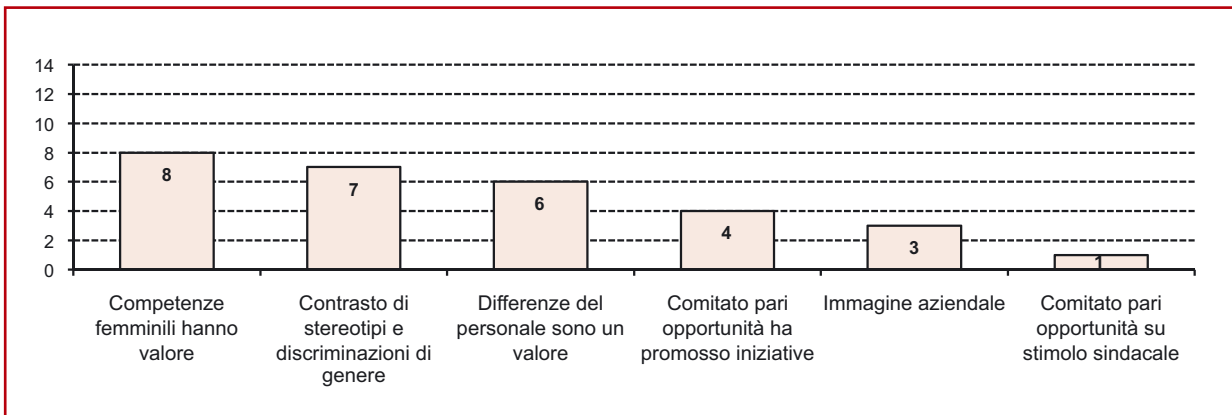 14
12
10
8
6
4
2
0
8
7
6
4
3
1
Competenze
femminili hanno
valore
Contrasto di
stereotipi e
discriminazioni di
genere
Differenze del
personale sono un
valore
Comitato pari
opportunità ha
promosso iniziative
Immagine aziendale
Comitato pari
opportunità su
stimolo sindacale